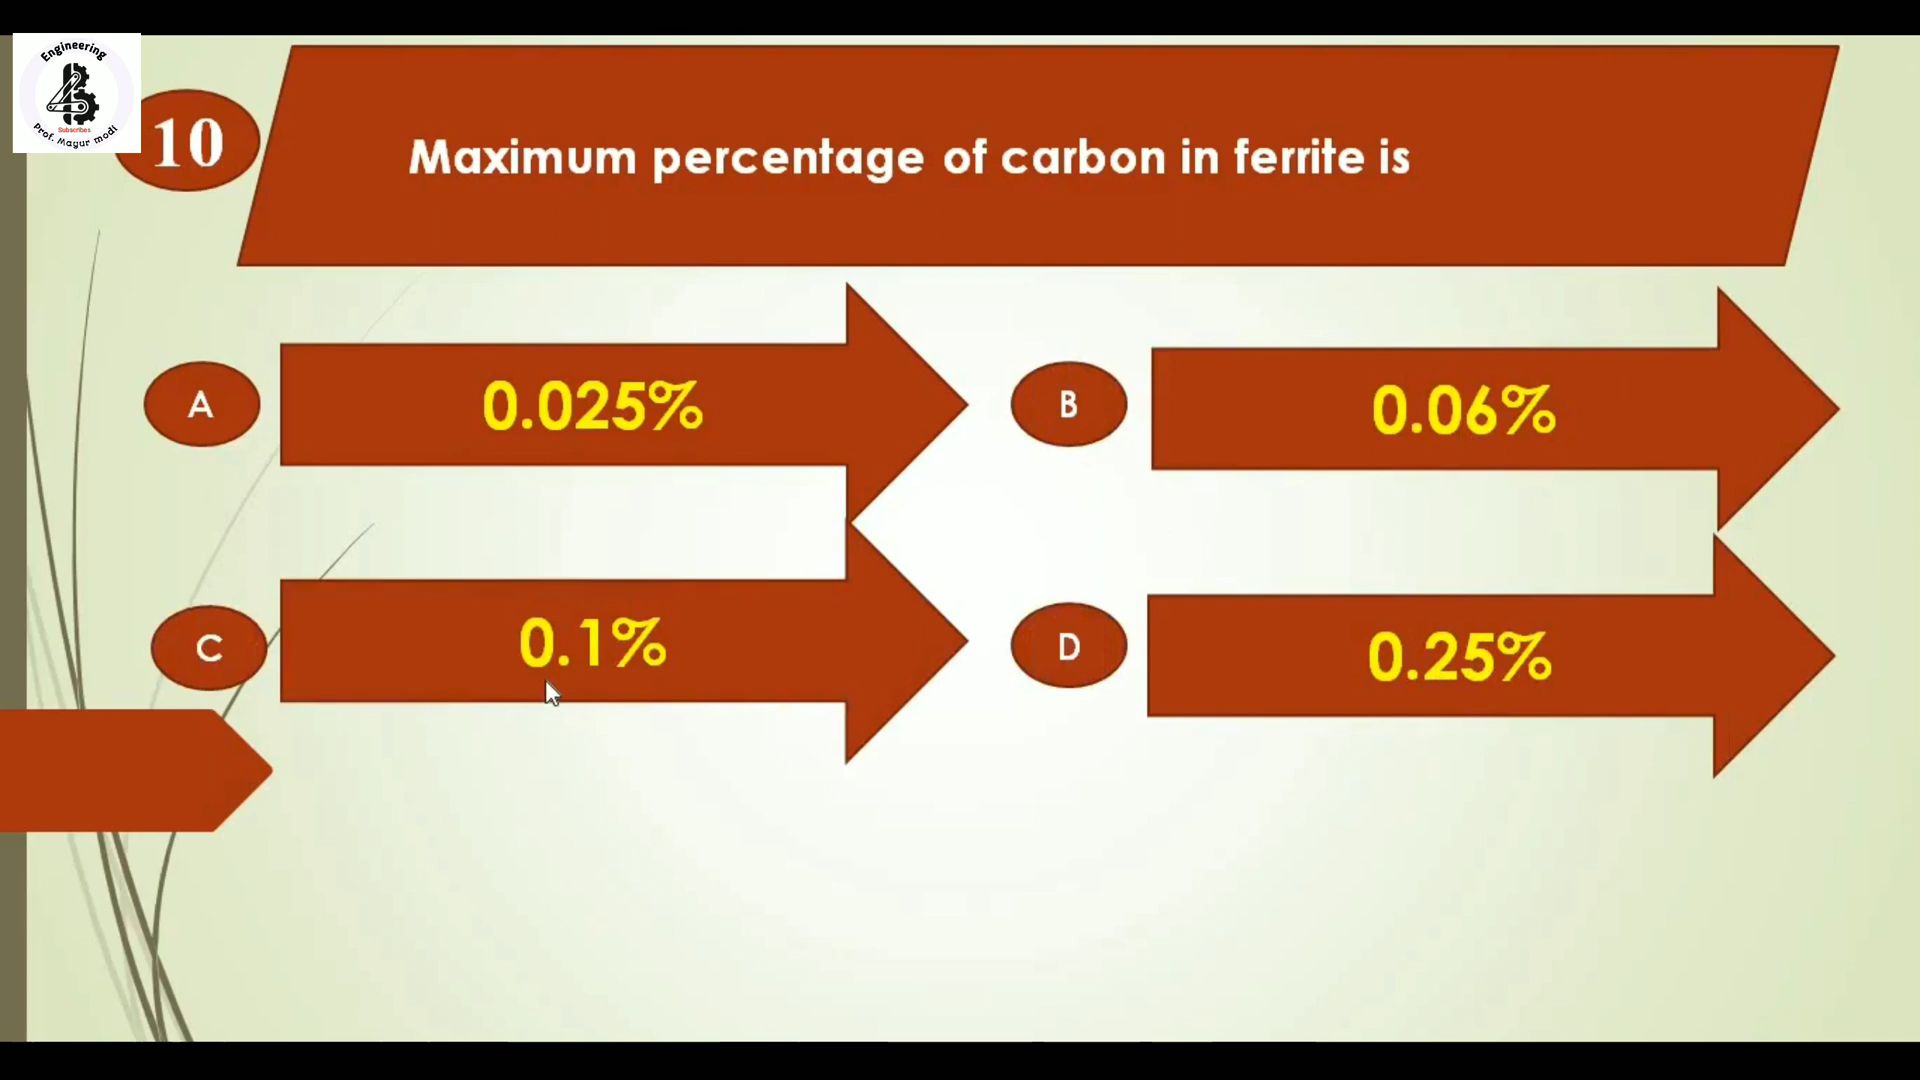 Engineering
Subscribes
Prof. Mayur modi
10
Maximum percentage of carbon in ferrite is
A
0.025%
B
0.06%
C
0.1%
D
0.25%